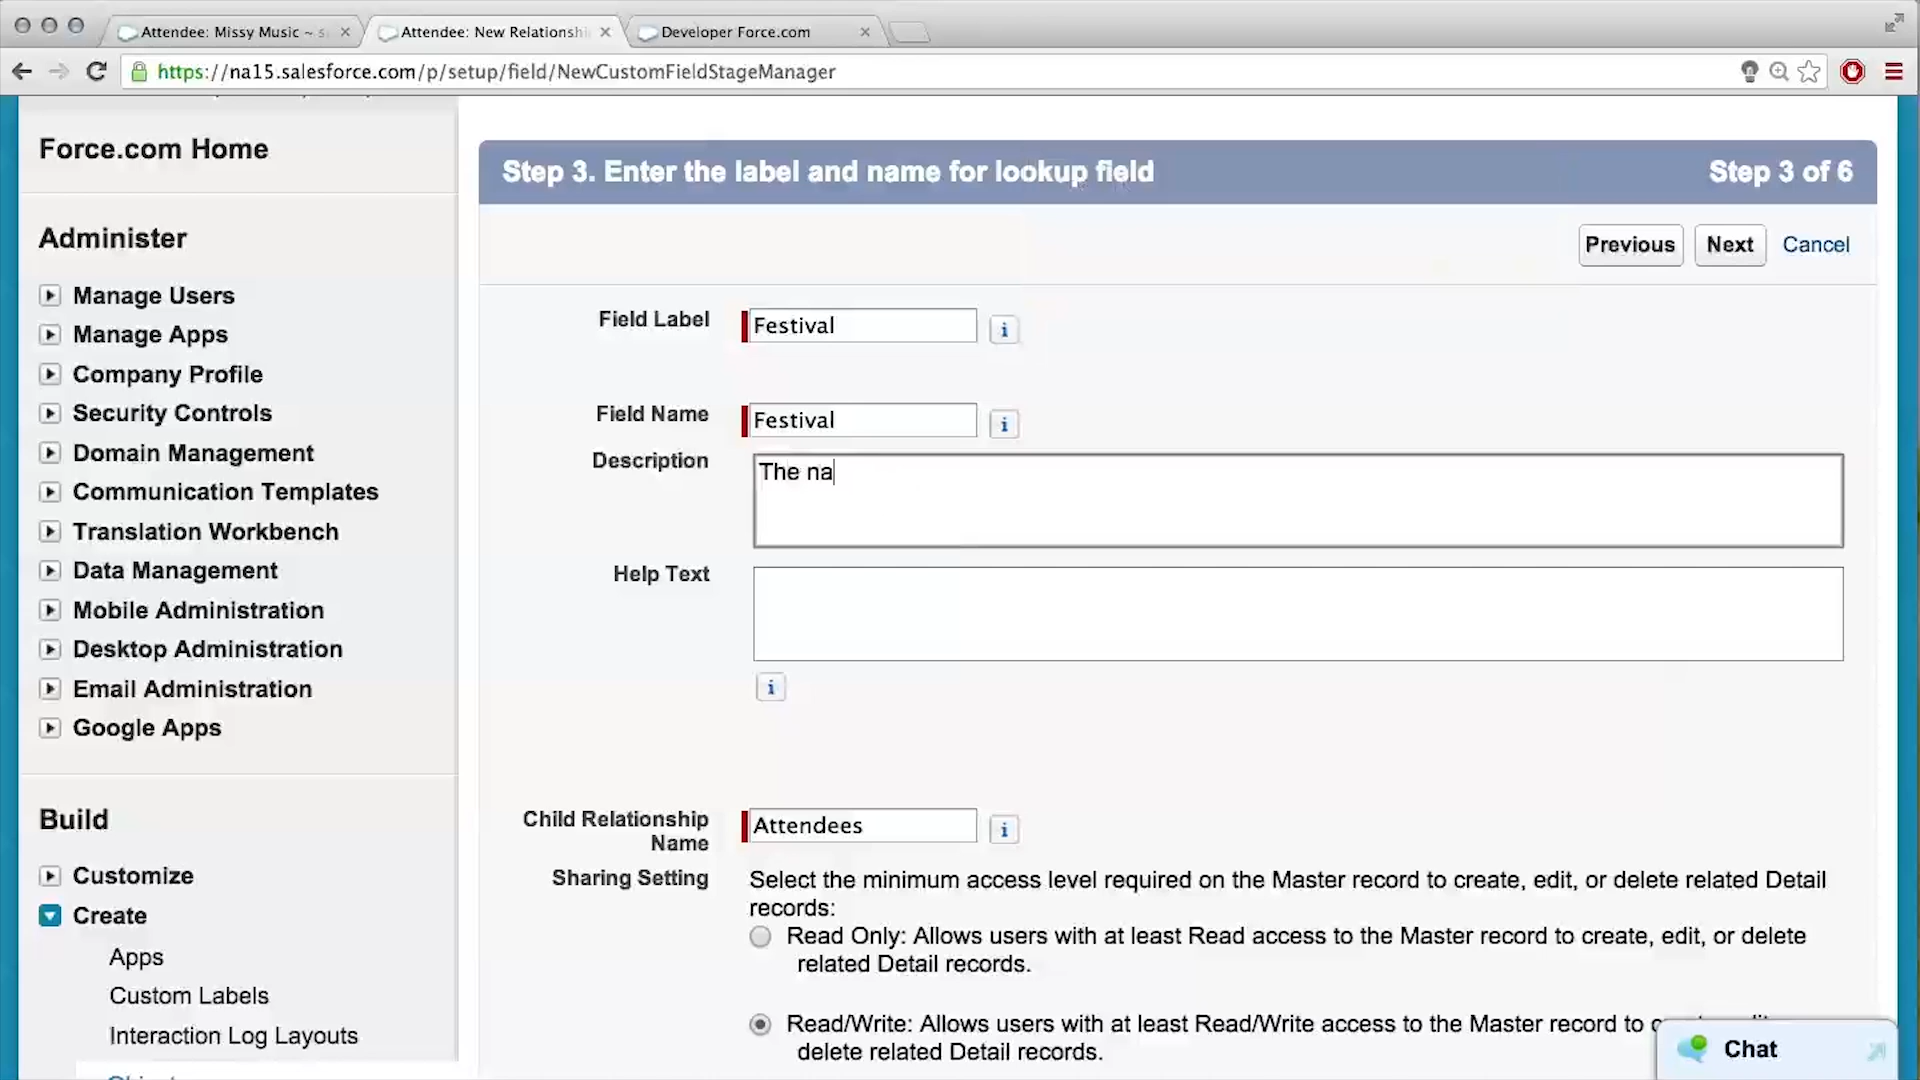 Attendee: Missy Music ~ s
Attendee: New Relationshi
Developer Force.com
https://na15.salesforce.com/p/setup/field/NewCustomFieldStageManager
Force.com Home
Administer
Manage Users
Manage Apps
Company Profile
Security Controls
Domain Management
Communication Templates
Translation Workbench
Data Management
Mobile Administration
Desktop Administration
Email Administration
Google Apps
Build
Customize
Create
Apps
Custom Labels
Interaction Log Layouts
Step 3. Enter the label and name for lookup field
Step 3 of 6
Previous
Next
Cancel
Field Label
Festival
Field Name
Festival
Description
The na
Help Text
Child Relationship
Name
Attendees
Sharing Setting
Select the minimum access level required on the Master record to create, edit, or delete related Detail
records:
Read Only: Allows users with at least Read access to the Master record to create, edit, or delete
related Detail records.
Read/Write: Allows users with at least Read/Write access to the Master record to
delete related Detail records.
Chat